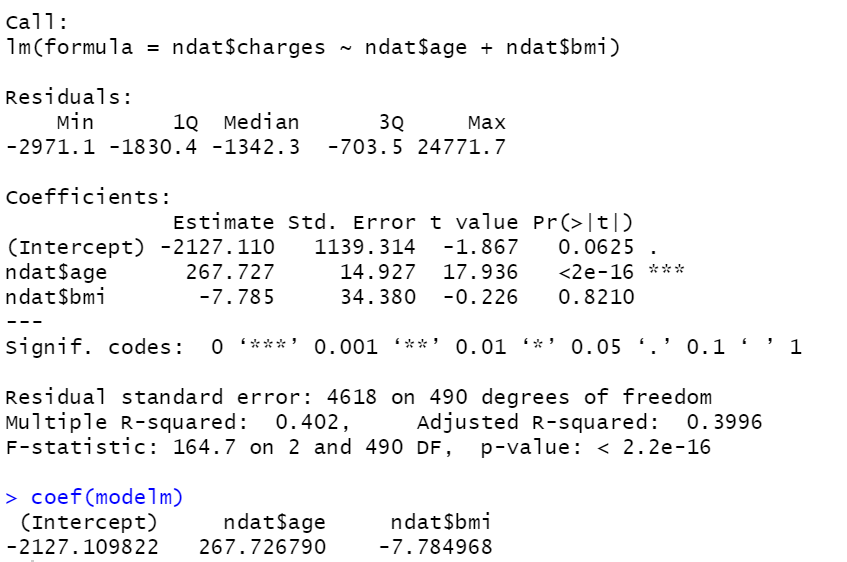 Call:
lm(formula = ndat$charges ~ ndat$age + ndat$bmi)
Residuals:
    Min      1Q  Median      3Q     Max
-2971.1 -1830.4 -1342.3  -703.5 24771.7
Coefficients:
             Estimate Std. Error t value Pr(>|t|)
(Intercept) -2127.110   1139.314  -1.867   0.0625 .
ndat$age      267.727     14.927  17.936   <2e-16 ***
ndat$bmi       -7.785     34.380  -0.226   0.8210
---
Signif. codes:  0 ‘***’ 0.001 ‘**’ 0.01 ‘*’ 0.05 ‘.’ 0.1 ‘ ’ 1
Residual standard error: 4618 on 490 degrees of freedom
Multiple R-squared:  0.402,     Adjusted R-squared:  0.3996
F-statistic: 164.7 on 2 and 490 DF,  p-value: < 2.2e-16
> coef(modelm)
 (Intercept)     ndat$age     ndat$bmi
-2127.109822   267.726790    -7.784968